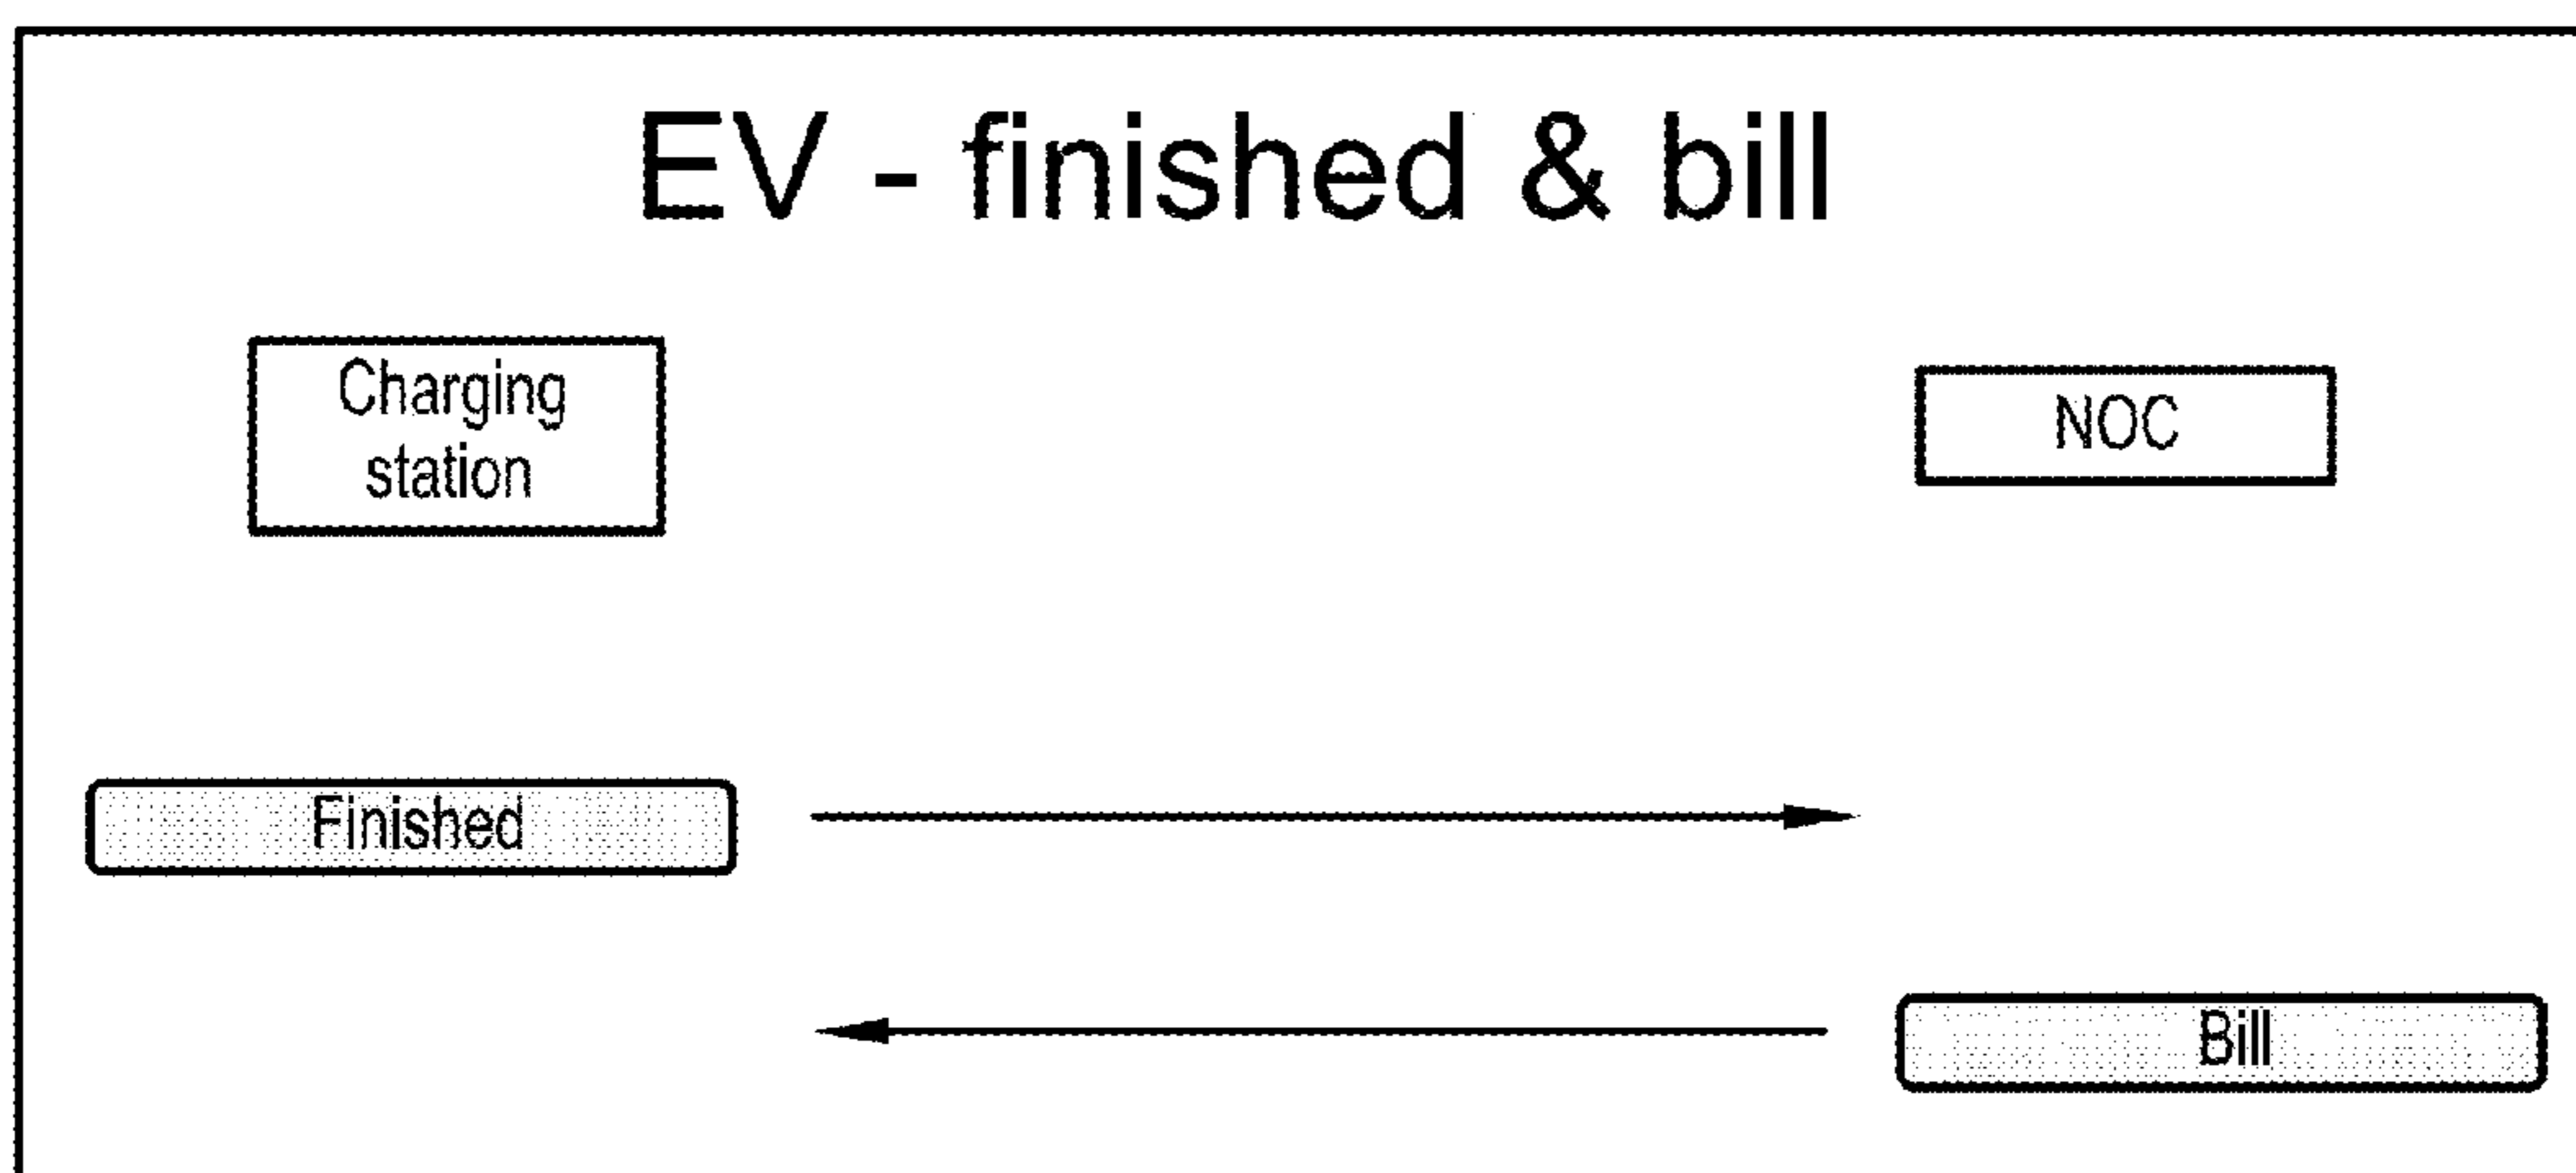 EV - finished & bill
Charging
station
NOC
Finished
Bill